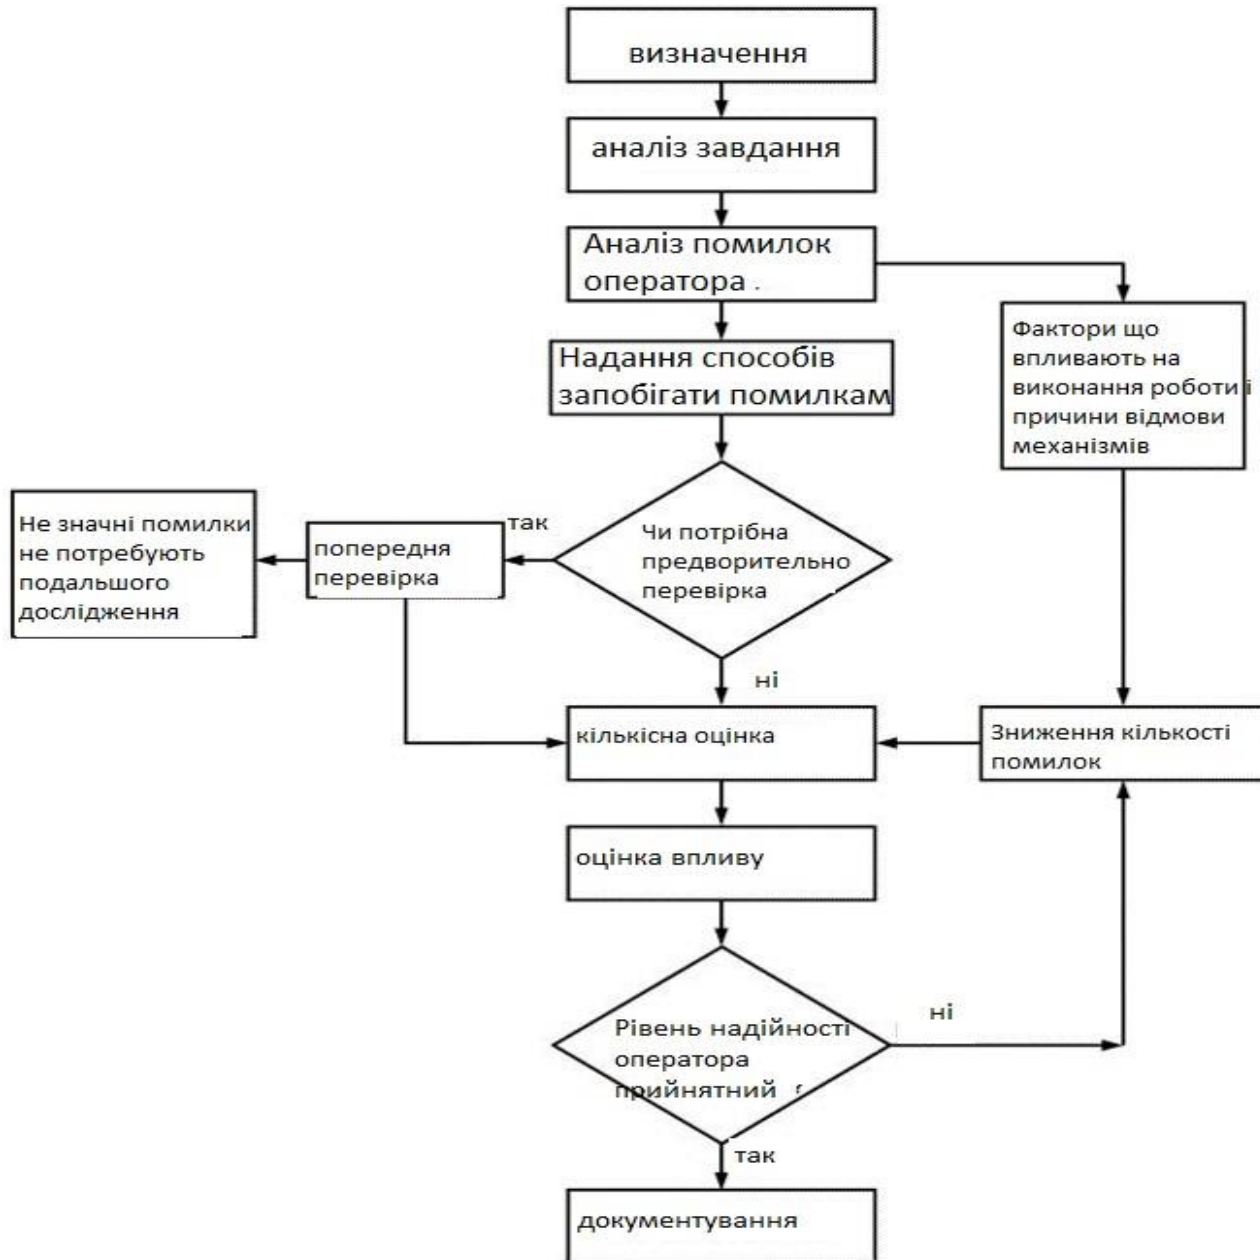 визначення
аналіз завдання
Аналіз помилок
оператора .
Фактори що
впливають на
виконання роботи і
причини відмови
механізмів
Надання способів
запобігати помилкам
Не значні помилки
не потребують
подальшого
дослідження
попередня
перевірка
так
Чи потрібна
предворительно
перевірка
ні
кількісна оцінка
Зниження кількості
помилок
оцінка впливу
Рівень надійності
оператора
прийнятний
ні
так
документування